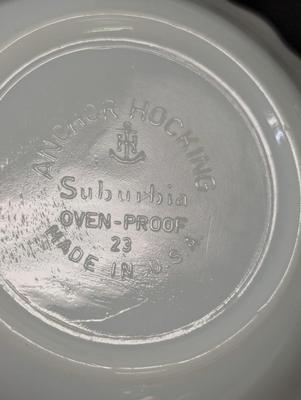 ANCHOR HOCKING
H
Suburbia
OVEN-PROOF
23
MADE IN U.S.A